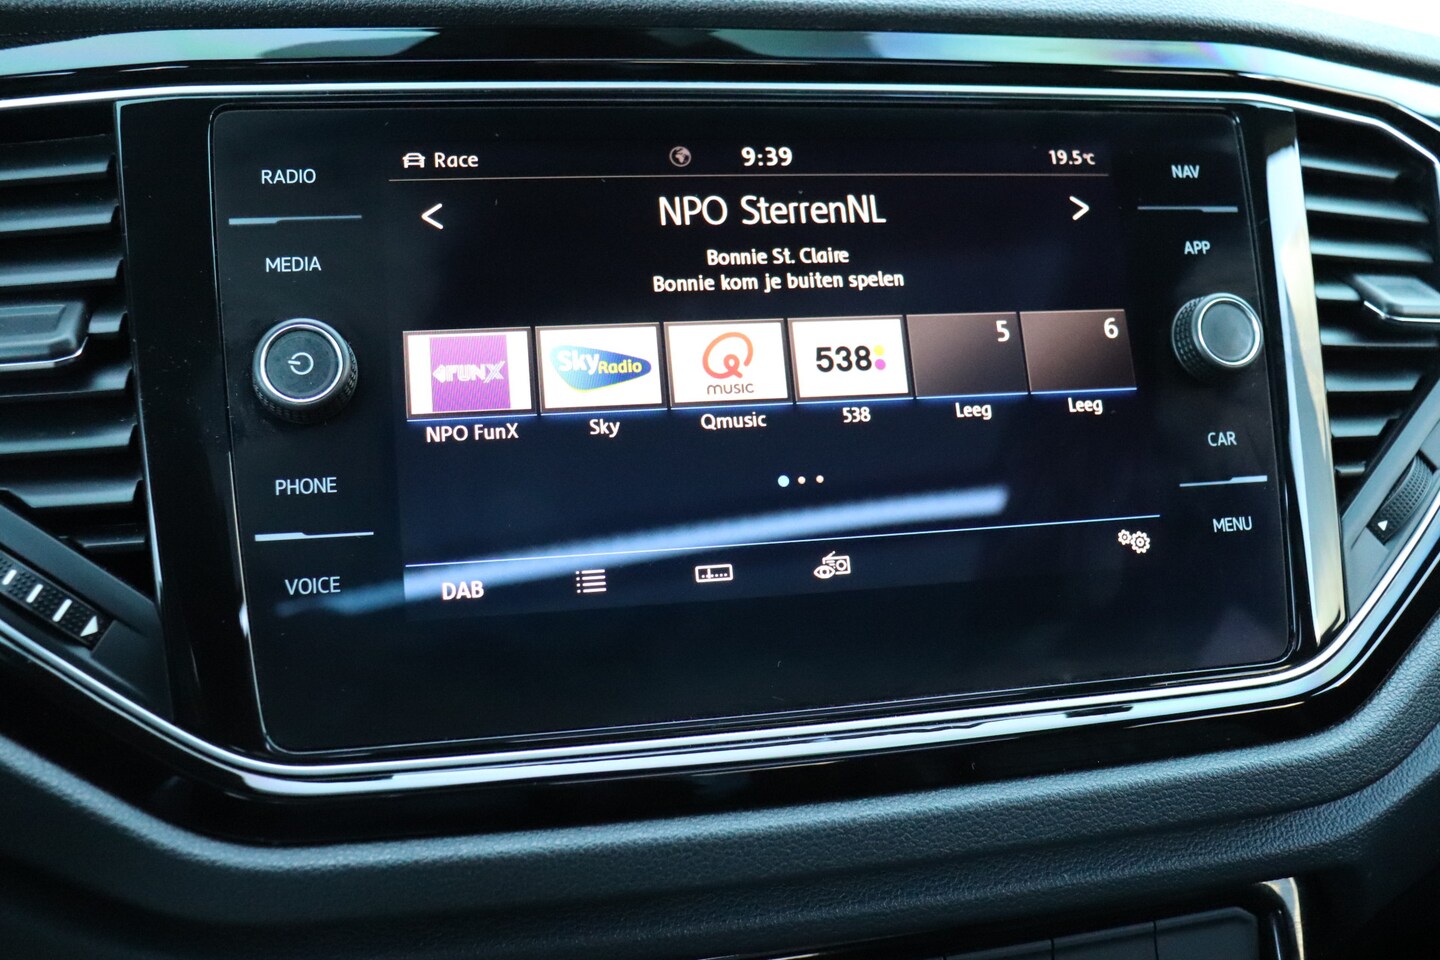 RADIO
MEDIA
PHONE
VOICE
Race
9:39
19.5°C
NPO SterrenNL
Bonnie St. Claire
Bonnie kom je buiten spelen
FUNX
Sky Radio
Q
MUSIC
538
5
6
NPO FunX
Sky
Qmusic
538
Leeg
Leeg
DAB
NAV
APP
CAR
MENU